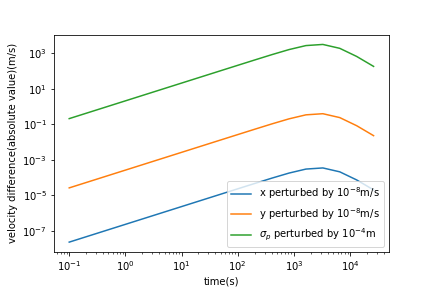 velocity difference(absolute value)(m/s)
10³
10¹
10⁻¹
10⁻³
10⁻⁵
10⁻⁷
x perturbed by 10⁻⁸m/s
y perturbed by 10⁻⁸m/s
σₚ perturbed by 10⁻⁴m
10⁻¹ 10⁰ 10¹ 10² 10³ 10⁴
time(s)